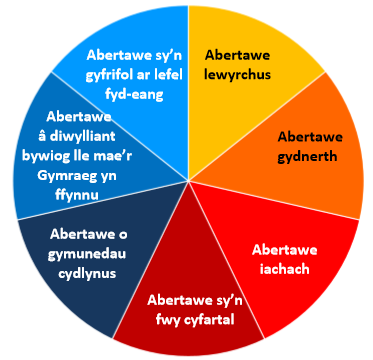 Abertawe
lewyrchus
Abertawe
gydnerth
Abertawe
iachach
Abertawe sy’n
fwy cyfartal
Abertawe o
gymunedau
cydlynus
Abertawe
â diwylliant
bywiog lle mae’r
Gymraeg yn
ffynnu
Abertawe sy’n
gyfrifol ar lefel
fyd-eang